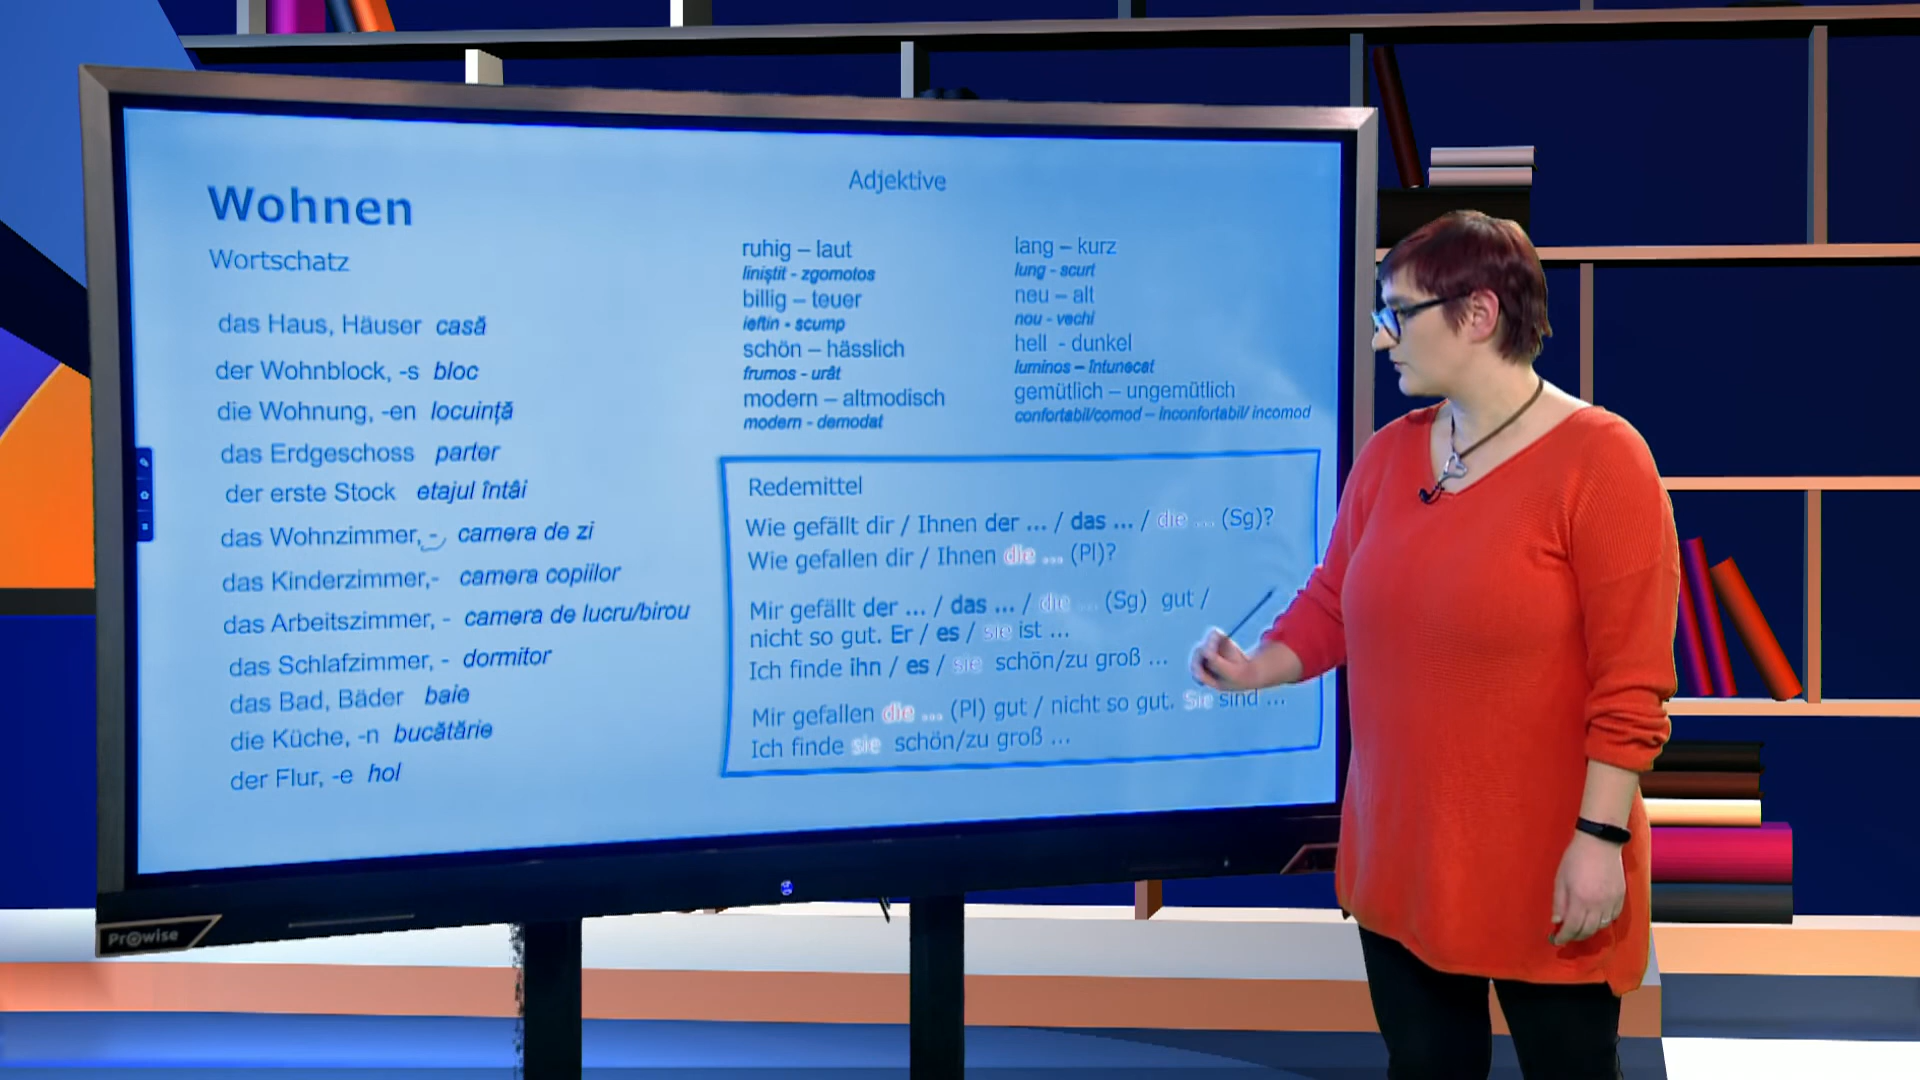 Wohnen
Wortschatz
das Haus, Häuser casă
der Wohnblock, -s bloc
die Wohnung, -en locuință
das Erdgeschoss parter
der erste Stock etajul întâi
das Wohnzimmer, - camera de zi
das Kinderzimmer,- camera copiilor
das Arbeitszimmer, - camera de lucru/birou
das Schlafzimmer, - dormitor
das Bad, Bäder baie
die Küche, -n bucătărie
der Flur, -e hol
Adjektive
ruhig – laut
liniștit - zgomotos
billig – teuer
ieftin - scump
schön – hässlich
frumos - urât
modern – altmodisch
modern - demodat
lang – kurz
lung - scurt
neu – alt
nou - vechi
hell - dunkel
luminos – întunecat
gemütlich – ungemütlich
confortabil/comod – inconfortabil/ incomod
Redemittel
Wie gefällt dir / Ihnen der ... / das ... / die ... (Sg)?
Wie gefallen dir / Ihnen die ... (Pl)?
Mir gefällt der ... / das ... / die ... (Sg) gut /
nicht so gut. Er / es / sie ist ...
Ich finde ihn / es / sie schön/zu groß ...
Mir gefallen die ... (Pl) gut / nicht so gut. Sie sind ...
Ich finde sie schön/zu groß ...
Prowise